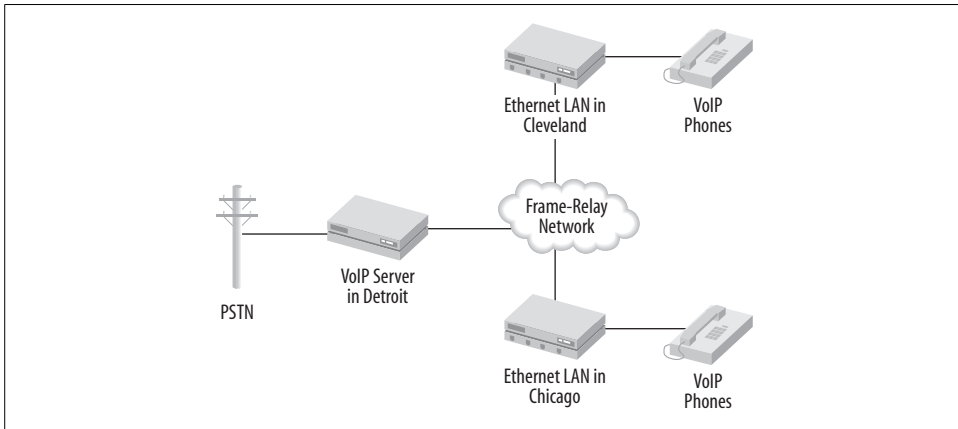 Ethernet LAN in
Cleveland
VoIP
Phones
Frame-Relay
Network
VoIP Server
in Detroit
PSTN
Ethernet LAN in
Chicago
VoIP
Phones